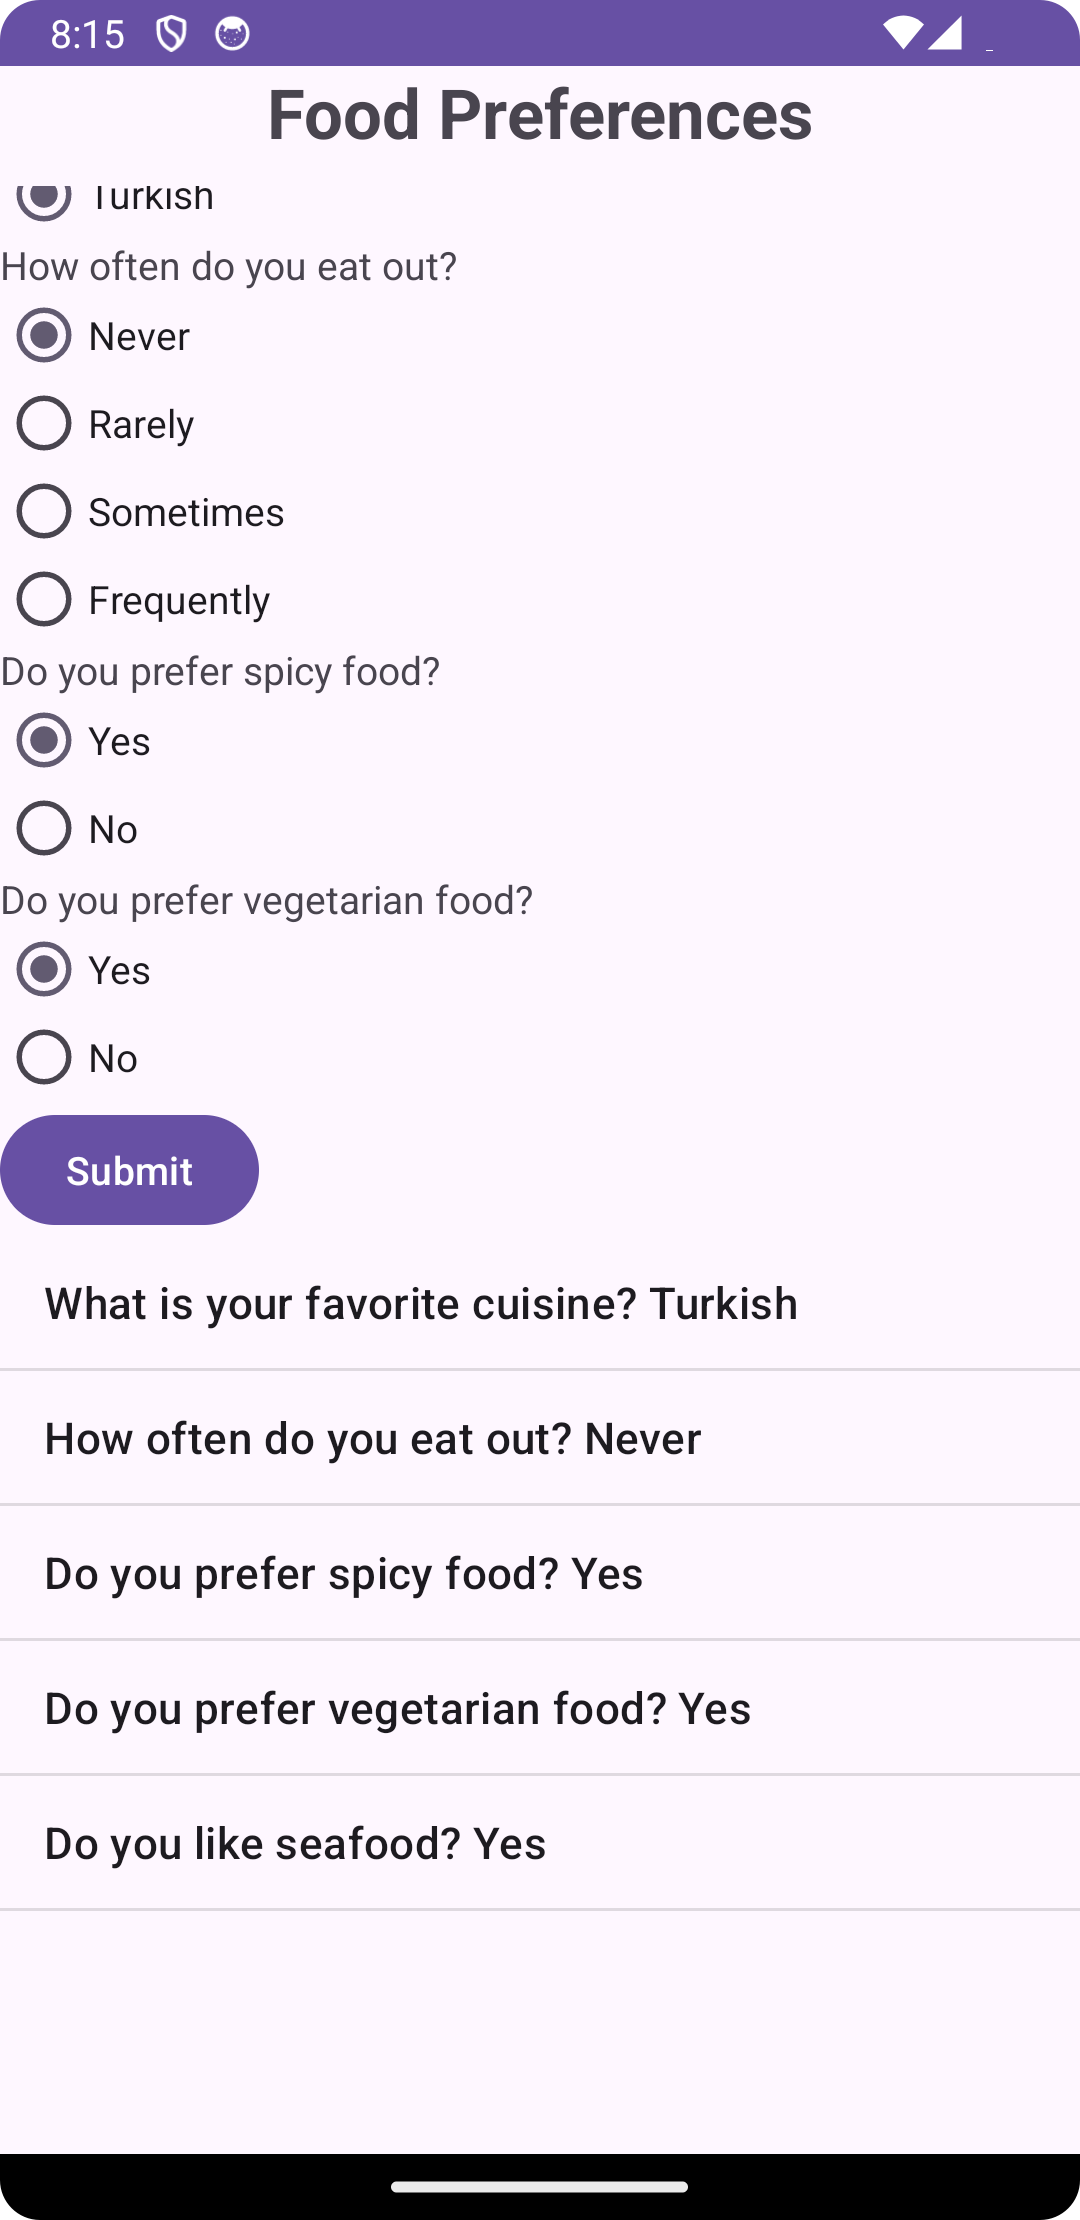 8:15
Food Preferences
Turkish
How often do you eat out?
Never
Rarely
Sometimes
Frequently
Do you prefer spicy food?
Yes
No
Do you prefer vegetarian food?
Yes
No
Submit
What is your favorite cuisine? Turkish
How often do you eat out? Never
Do you prefer spicy food? Yes
Do you prefer vegetarian food? Yes
Do you like seafood? Yes